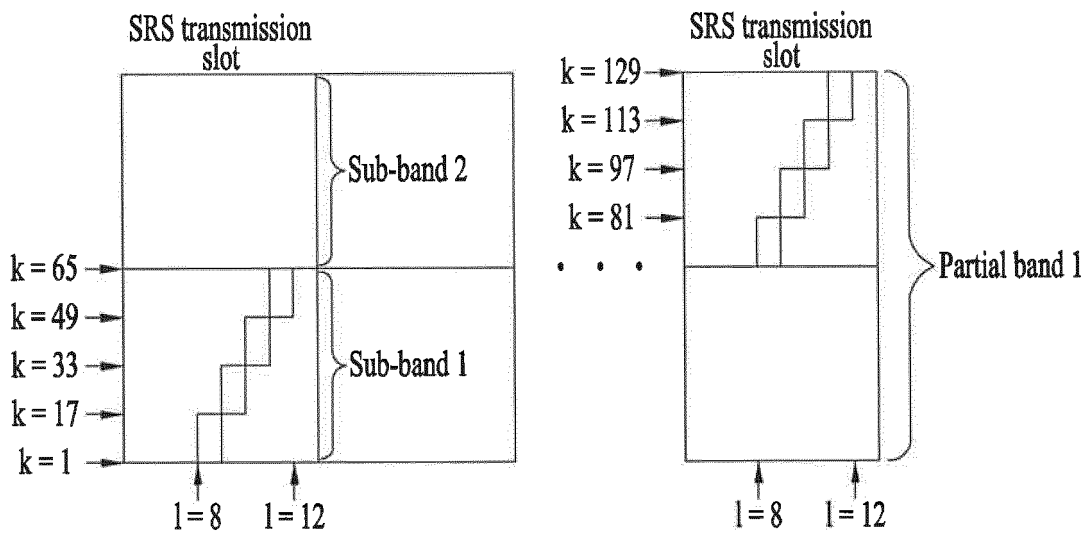 SRS transmission
slot
Sub-band 2
k = 65
k = 49
k = 33
k = 17
k = 1
Sub-band 1
l = 8
l = 12
SRS transmission
slot
k = 129
k = 113
k = 97
k = 81
• • •
Partial band 1
l = 8
l = 12